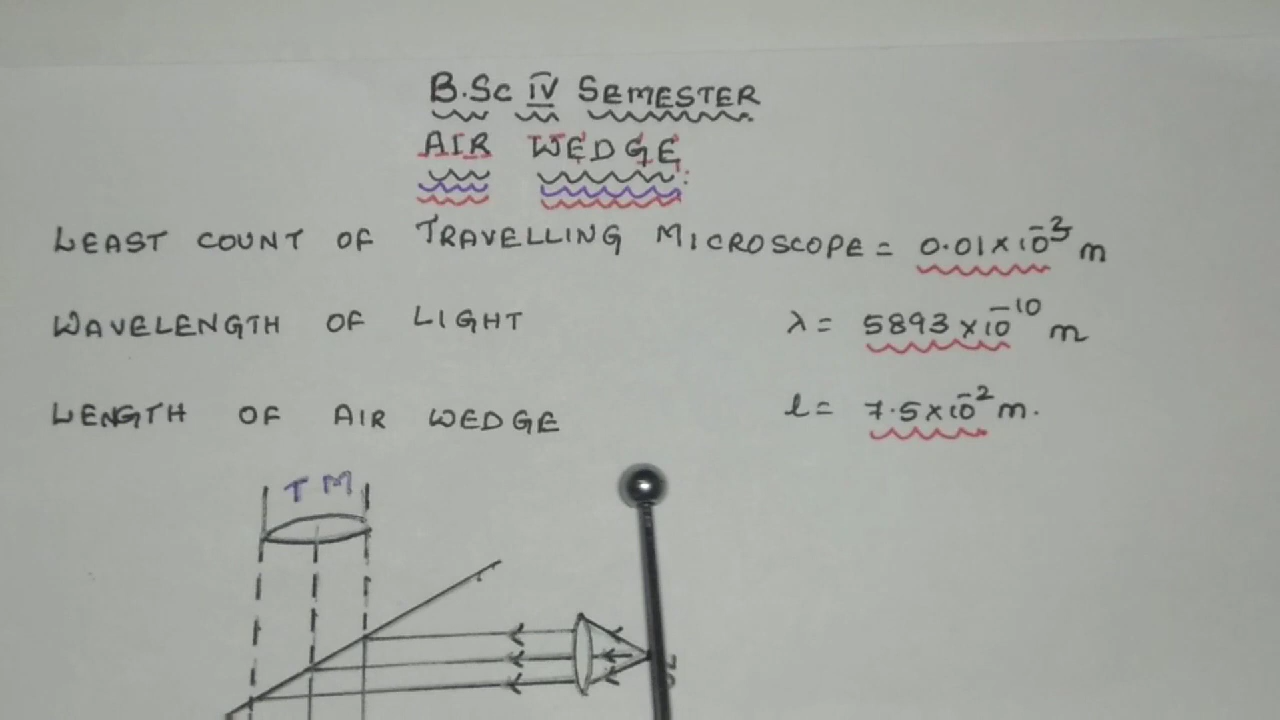 B.Sc IV SEMESTER
AIR WEDGE:
LEAST COUNT OF TRAVELLING MICROSCOPE = 0.01×10⁻³ m
WAVELENGTH OF LIGHT λ = 5893×10⁻¹⁰ m
LENGTH OF AIR WEDGE l = 7.5×10⁻² m.
TM